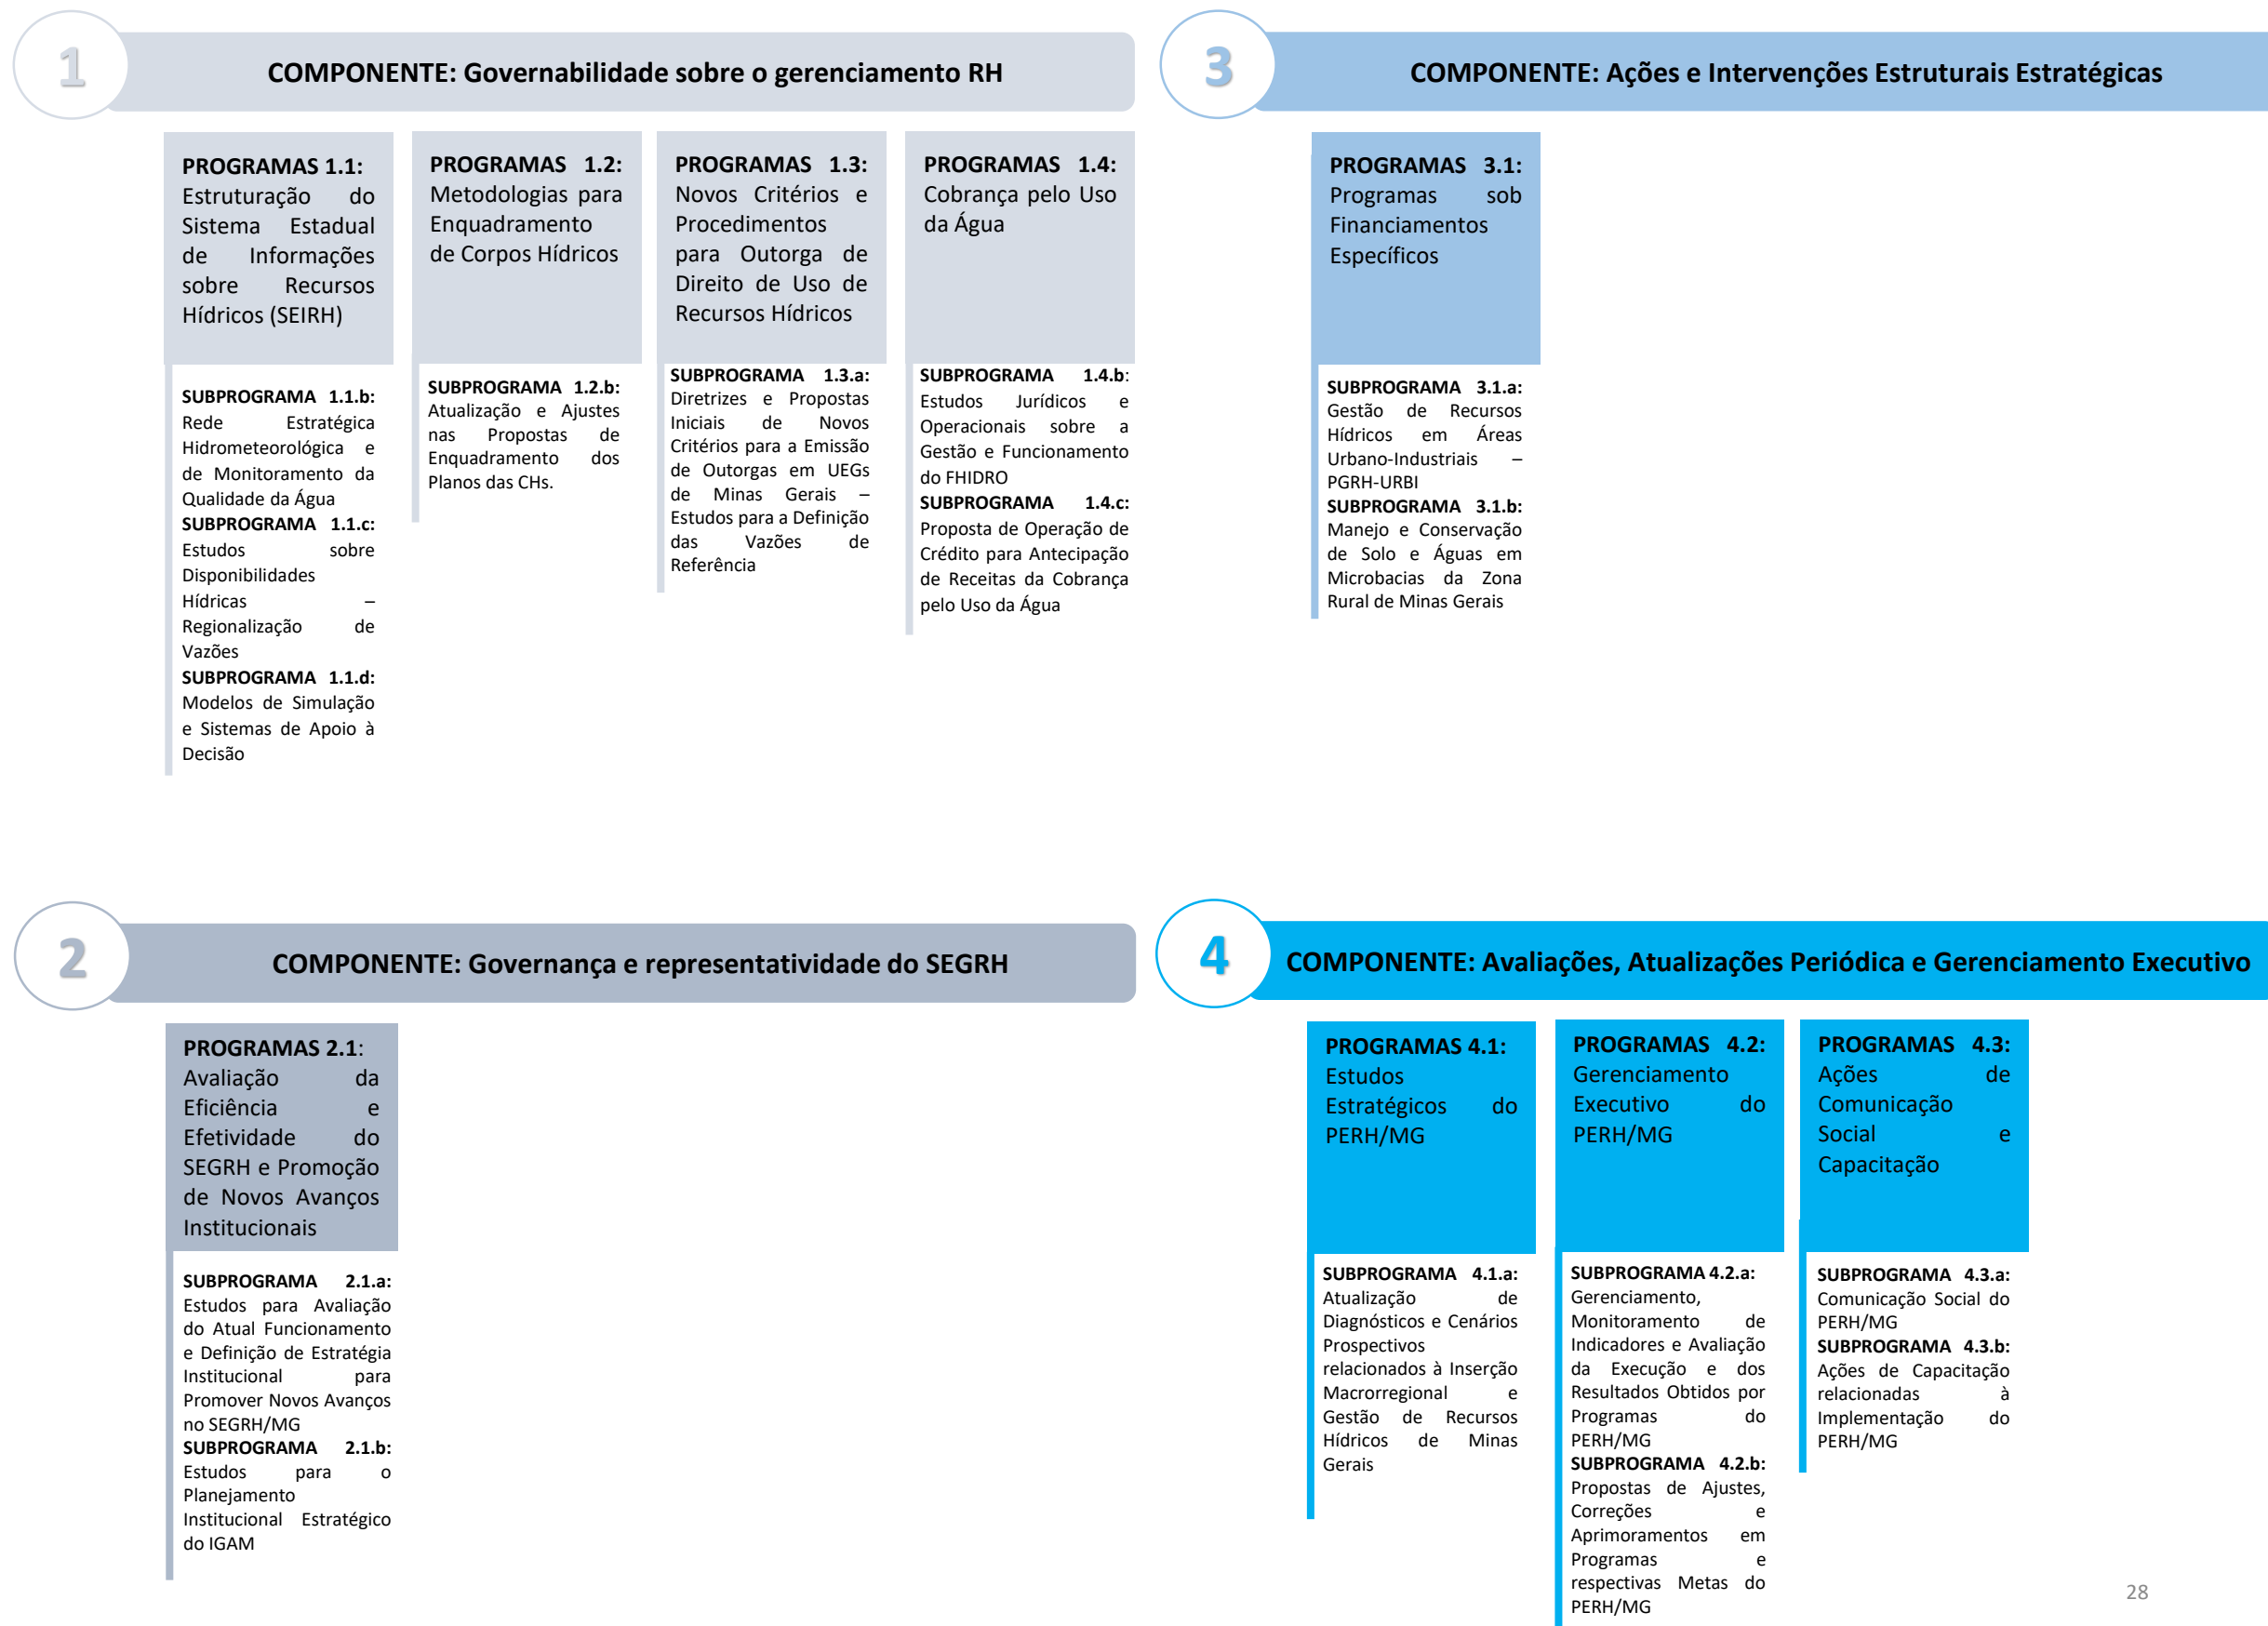 1
COMPONENTE: Governabilidade sobre o gerenciamento RH
PROGRAMAS 1.1:
Estruturação do
Sistema Estadual
de Informações
sobre Recursos
Hídricos (SEIRH)
SUBPROGRAMA 1.1.b:
Rede Estratégica
Hidrometeorológica e
de Monitoramento da
Qualidade da Água
SUBPROGRAMA 1.1.c:
Estudos sobre
Disponibilidades
Hídricas –
Regionalização de
Vazões
SUBPROGRAMA 1.1.d:
Modelos de Simulação
e Sistemas de Apoio à
Decisão
PROGRAMAS 1.2:
Metodologias para
Enquadramento
de Corpos Hídricos
SUBPROGRAMA 1.2.b:
Atualização e Ajustes
nas Propostas de
Enquadramento dos
Planos das CHs.
PROGRAMAS 1.3:
Novos Critérios e
Procedimentos
para Outorga de
Direito de Uso de
Recursos Hídricos
SUBPROGRAMA 1.3.a:
Diretrizes e Propostas
Iniciais de Novos
Critérios para a Emissão
de Outorgas em UEGs
de Minas Gerais –
Estudos para a Definição
das Vazões de
Referência
PROGRAMAS 1.4:
Cobrança pelo Uso
da Água
SUBPROGRAMA 1.4.b:
Estudos Jurídicos e
Operacionais sobre a
Gestão e Funcionamento
do FHIDRO
SUBPROGRAMA 1.4.c:
Proposta de Operação de
Crédito para Antecipação
de Receitas da Cobrança
pelo Uso da Água
3
COMPONENTE: Ações e Intervenções Estruturais Estratégicas
PROGRAMAS 3.1:
Programas sob
Financiamentos
Específicos
SUBPROGRAMA 3.1.a:
Gestão de Recursos
Hídricos em Áreas
Urbano-Industriais –
PGRH-URBI
SUBPROGRAMA 3.1.b:
Manejo e Conservação
de Solo e Águas em
Microbacias da Zona
Rural de Minas Gerais
2
COMPONENTE: Governança e representatividade do SEGRH
PROGRAMAS 2.1:
Avaliação da
Eficiência e
Efetividade do
SEGRH e Promoção
de Novos Avanços
Institucionais
SUBPROGRAMA 2.1.a:
Estudos para Avaliação
do Atual Funcionamento
e Definição de Estratégia
Institucional para
Promover Novos Avanços
no SEGRH/MG
SUBPROGRAMA 2.1.b:
Estudos para o
Planejamento
Institucional Estratégico
do IGAM
4
COMPONENTE: Avaliações, Atualizações Periódica e Gerenciamento Executivo
PROGRAMAS 4.1:
Estudos
Estratégicos do
PERH/MG
SUBPROGRAMA 4.1.a:
Atualização de
Diagnósticos e Cenários
Prospectivos
relacionados à Inserção
Macrorregional e
Gestão de Recursos
Hídricos de Minas
Gerais
PROGRAMAS 4.2:
Gerenciamento
Executivo do
PERH/MG
SUBPROGRAMA 4.2.a:
Gerenciamento,
Monitoramento de
Indicadores e Avaliação
da Execução e dos
Resultados Obtidos por
Programas do
PERH/MG
SUBPROGRAMA 4.2.b:
Propostas de Ajustes,
Correções e
Aprimoramentos em
Programas e
respectivas Metas do
PERH/MG
PROGRAMAS 4.3:
Ações de
Comunicação
Social e
Capacitação
SUBPROGRAMA 4.3.a:
Comunicação Social do
PERH/MG
SUBPROGRAMA 4.3.b:
Ações de Capacitação
relacionadas à
Implementação do
PERH/MG
28